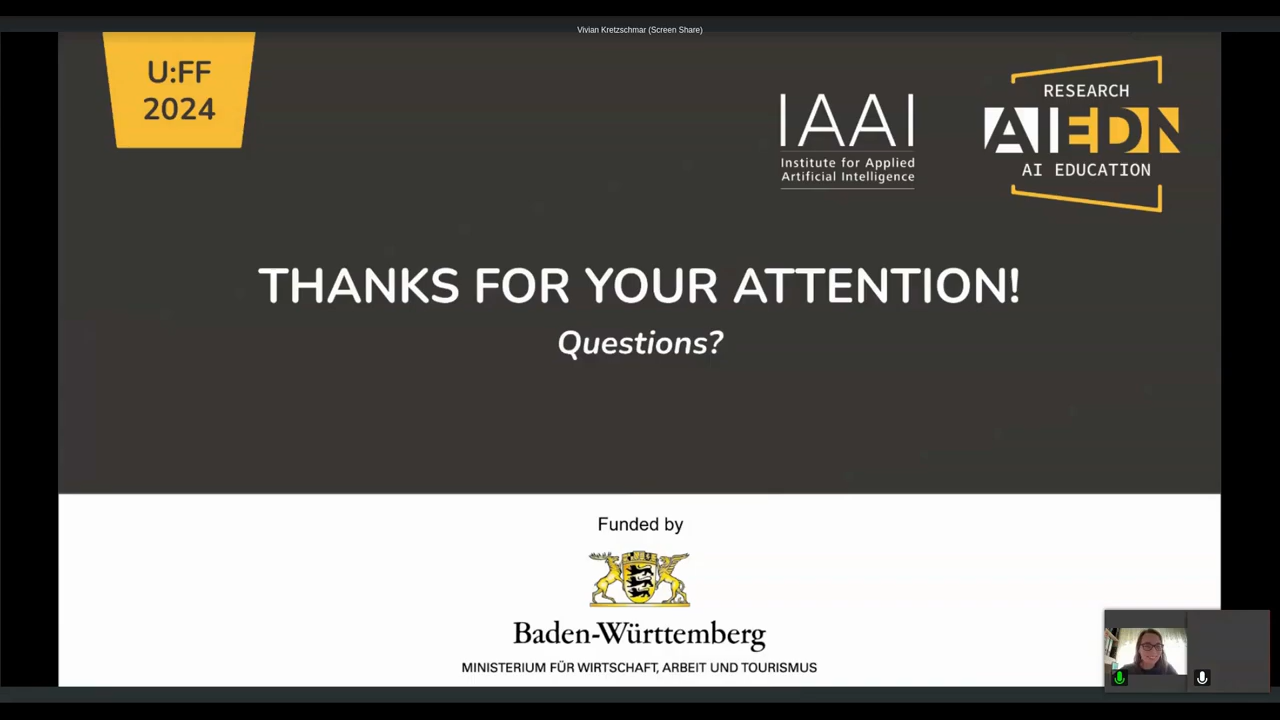 Vivian Kretzschmar (Screen Share)
U:FF
2024
IAAI
Institute for Applied
Artificial Intelligence
RESEARCH
AIEDN
AI EDUCATION
THANKS FOR YOUR ATTENTION!
Questions?
Funded by
Baden-Württemberg
MINISTERIUM FÜR WIRTSCHAFT, ARBEIT UND TOURISMUS